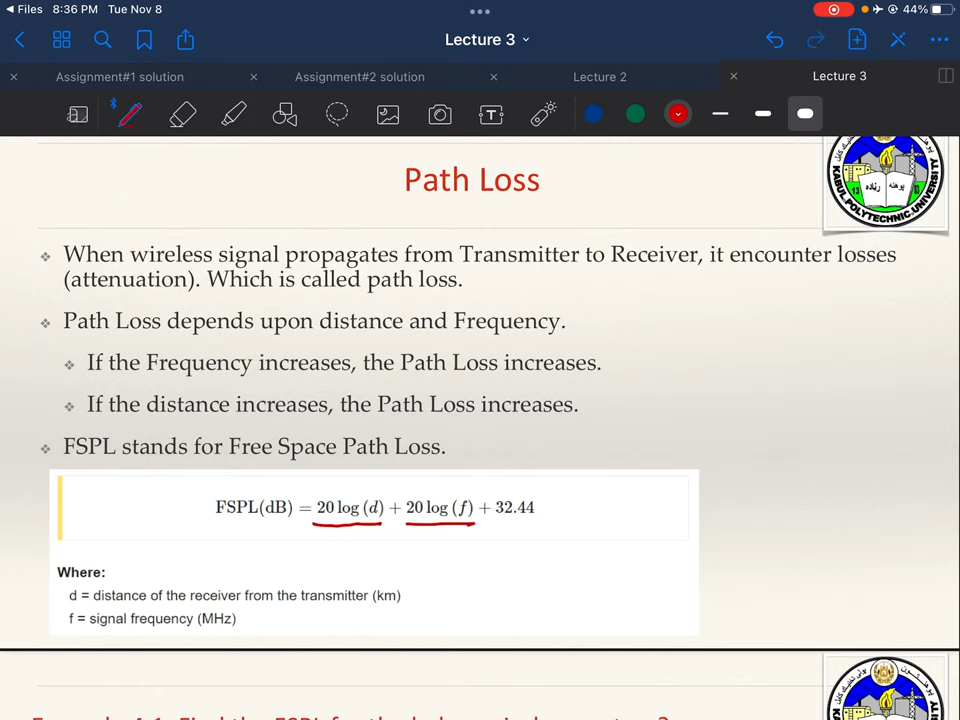 Files 8:36 PM Tue Nov 8 44%
Lecture 3
Assignment#1 solution Assignment#2 solution Lecture 2 Lecture 3
T
Path Loss
KABUL POLYTECHNIC UNIVERSITY
When wireless signal propagates from Transmitter to Receiver, it encounter losses
(attenuation). Which is called path loss.
Path Loss depends upon distance and Frequency.
If the Frequency increases, the Path Loss increases.
If the distance increases, the Path Loss increases.
FSPL stands for Free Space Path Loss.
FSPL(dB) = 20 log (d) + 20 log (f) + 32.44
Where:
d = distance of the receiver from the transmitter (km)
f = signal frequency (MHz)